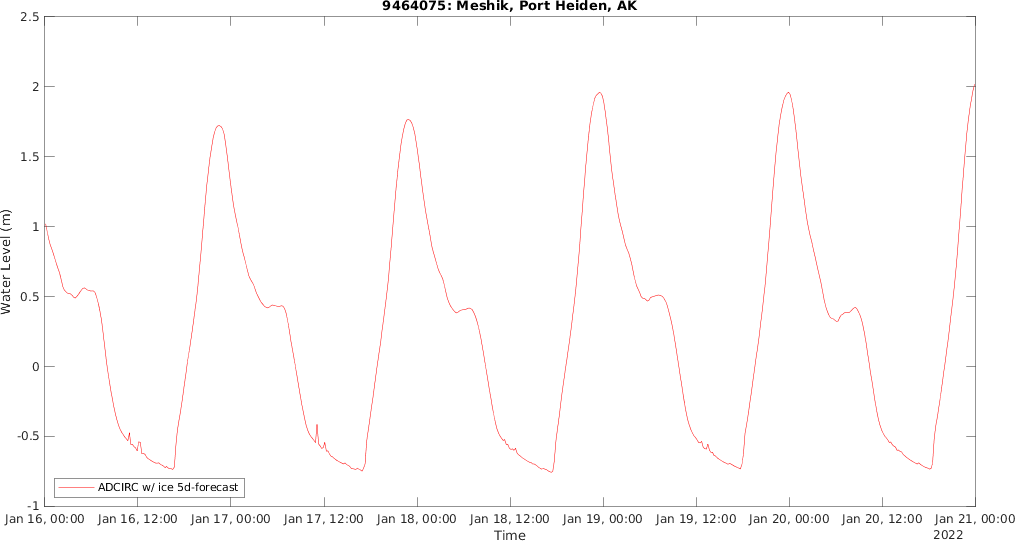 9464075: Meshik, Port Heiden, AK
2.5
2
1.5
1
0.5
0
-0.5
-1
Water Level (m)
ADCIRC w/ ice 5d-forecast
Jan 16, 00:00 Jan 16, 12:00 Jan 17, 00:00 Jan 17, 12:00 Jan 18, 00:00 Jan 18, 12:00 Jan 19, 00:00 Jan 19, 12:00 Jan 20, 00:00 Jan 20, 12:00 Jan 21, 00:00
Time
2022